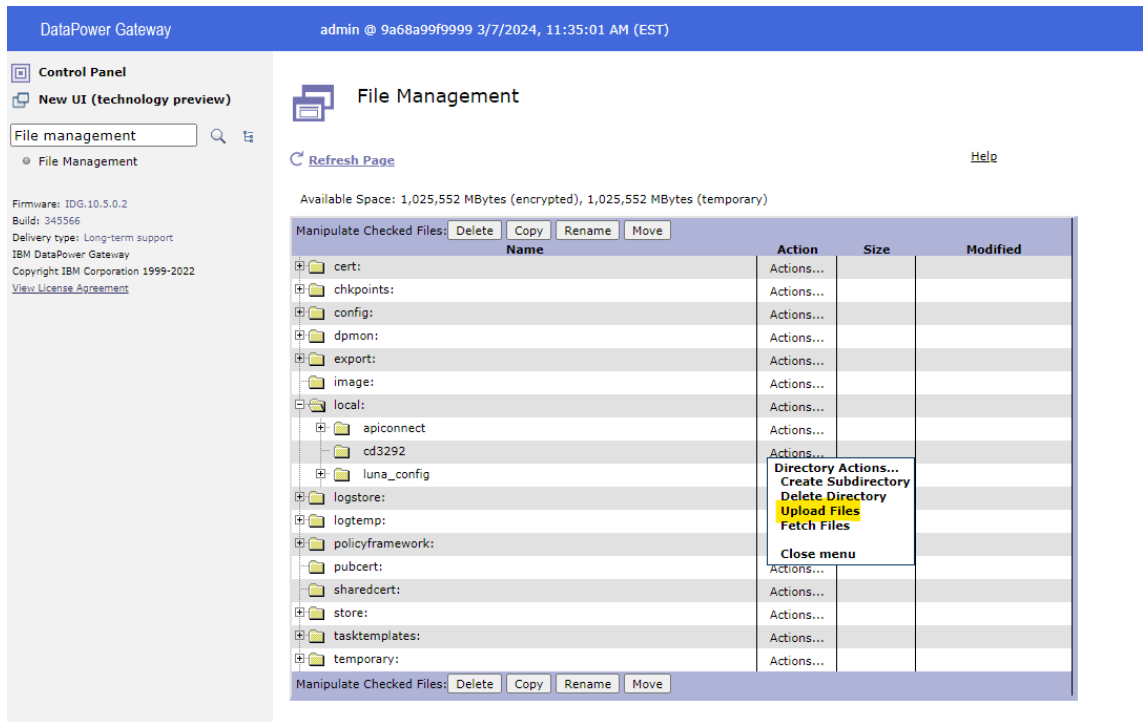 DataPower Gateway
admin @ 9a68a99f9999 3/7/2024, 11:35:01 AM (EST)
Control Panel
New UI (technology preview)
File management
File Management
Firmware: IDG.10.5.0.2
Build: 345566
Delivery type: Long-term support
IBM DataPower Gateway
Copyright IBM Corporation 1999-2022
View License Agreement
File Management
Refresh Page
Help
Available Space: 1,025,552 MBytes (encrypted), 1,025,552 MBytes (temporary)
Manipulate Checked Files: Delete Copy Rename Move
Name Action Size Modified
cert: Actions...
chkpoints: Actions...
config: Actions...
dpmon: Actions...
export: Actions...
image: Actions...
local: Actions...
apiconnect Actions...
cd3292 Actions...
luna_config
logstore:
logtemp:
policyframework:
Directory Actions...
Create Subdirectory
Delete Directory
Upload Files
Fetch Files
Close menu
pubcert: Actions...
sharedcert: Actions...
store: Actions...
tasktemplates: Actions...
temporary: Actions...
Manipulate Checked Files: Delete Copy Rename Move